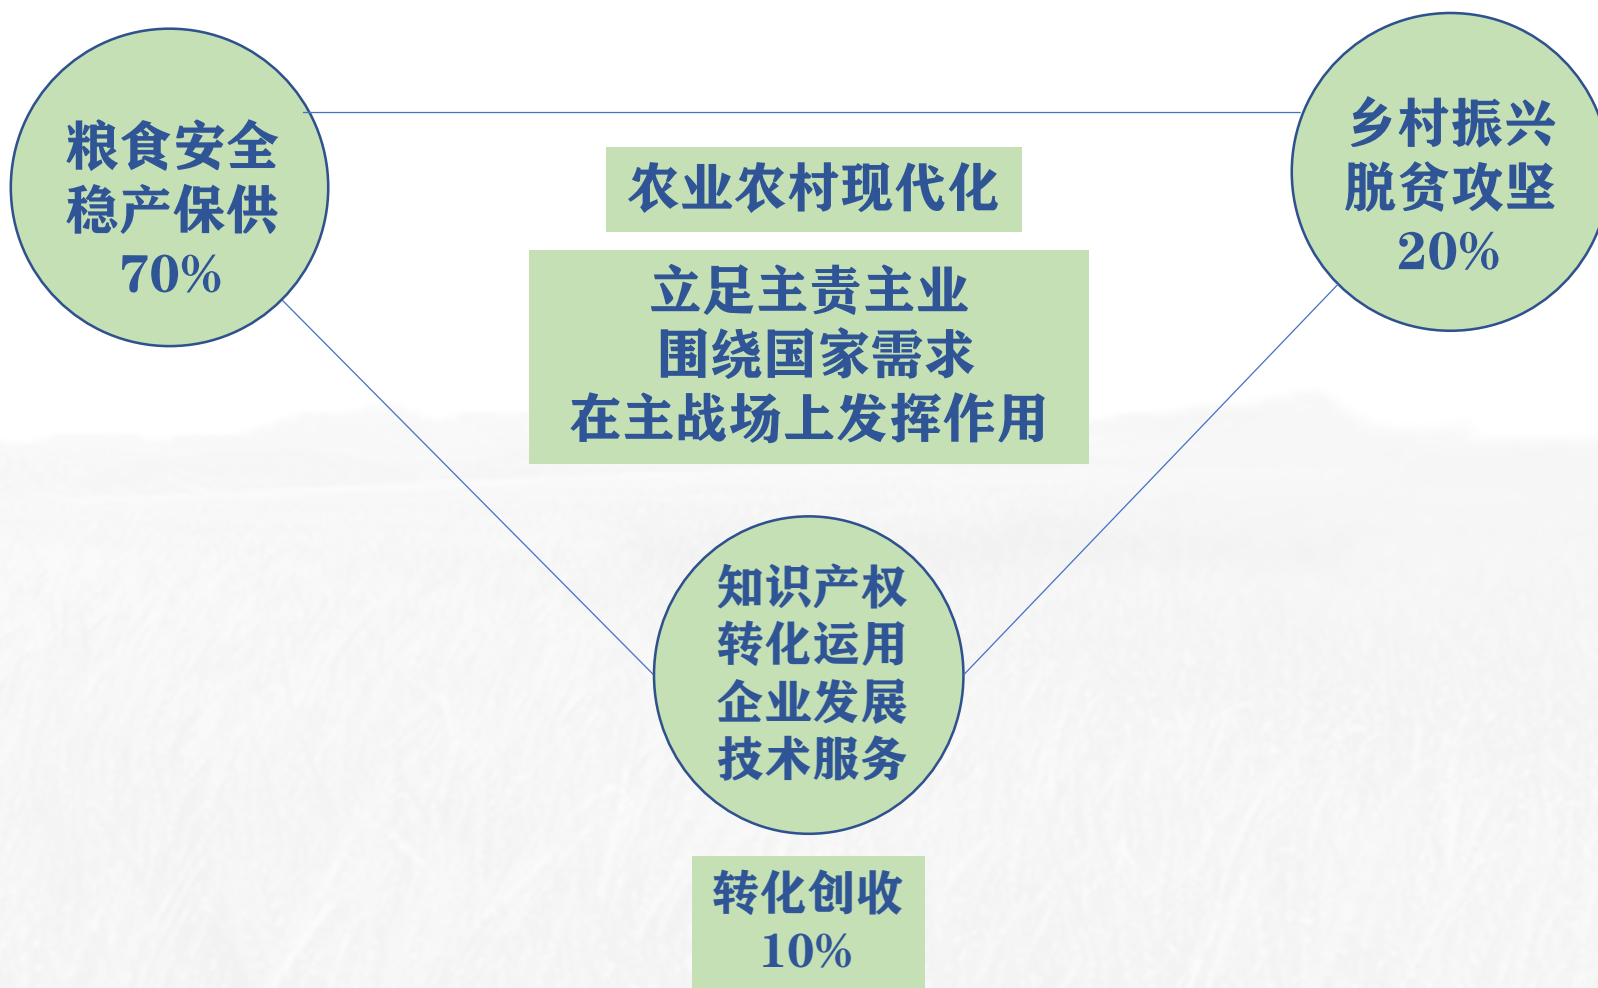 粮食安全
稳产保供
70%
乡村振兴
脱贫攻坚
20%
农业农村现代化
立足主责主业
围绕国家需求
在主战场上发挥作用
知识产权
转化运用
企业发展
技术服务
转化创收
10%